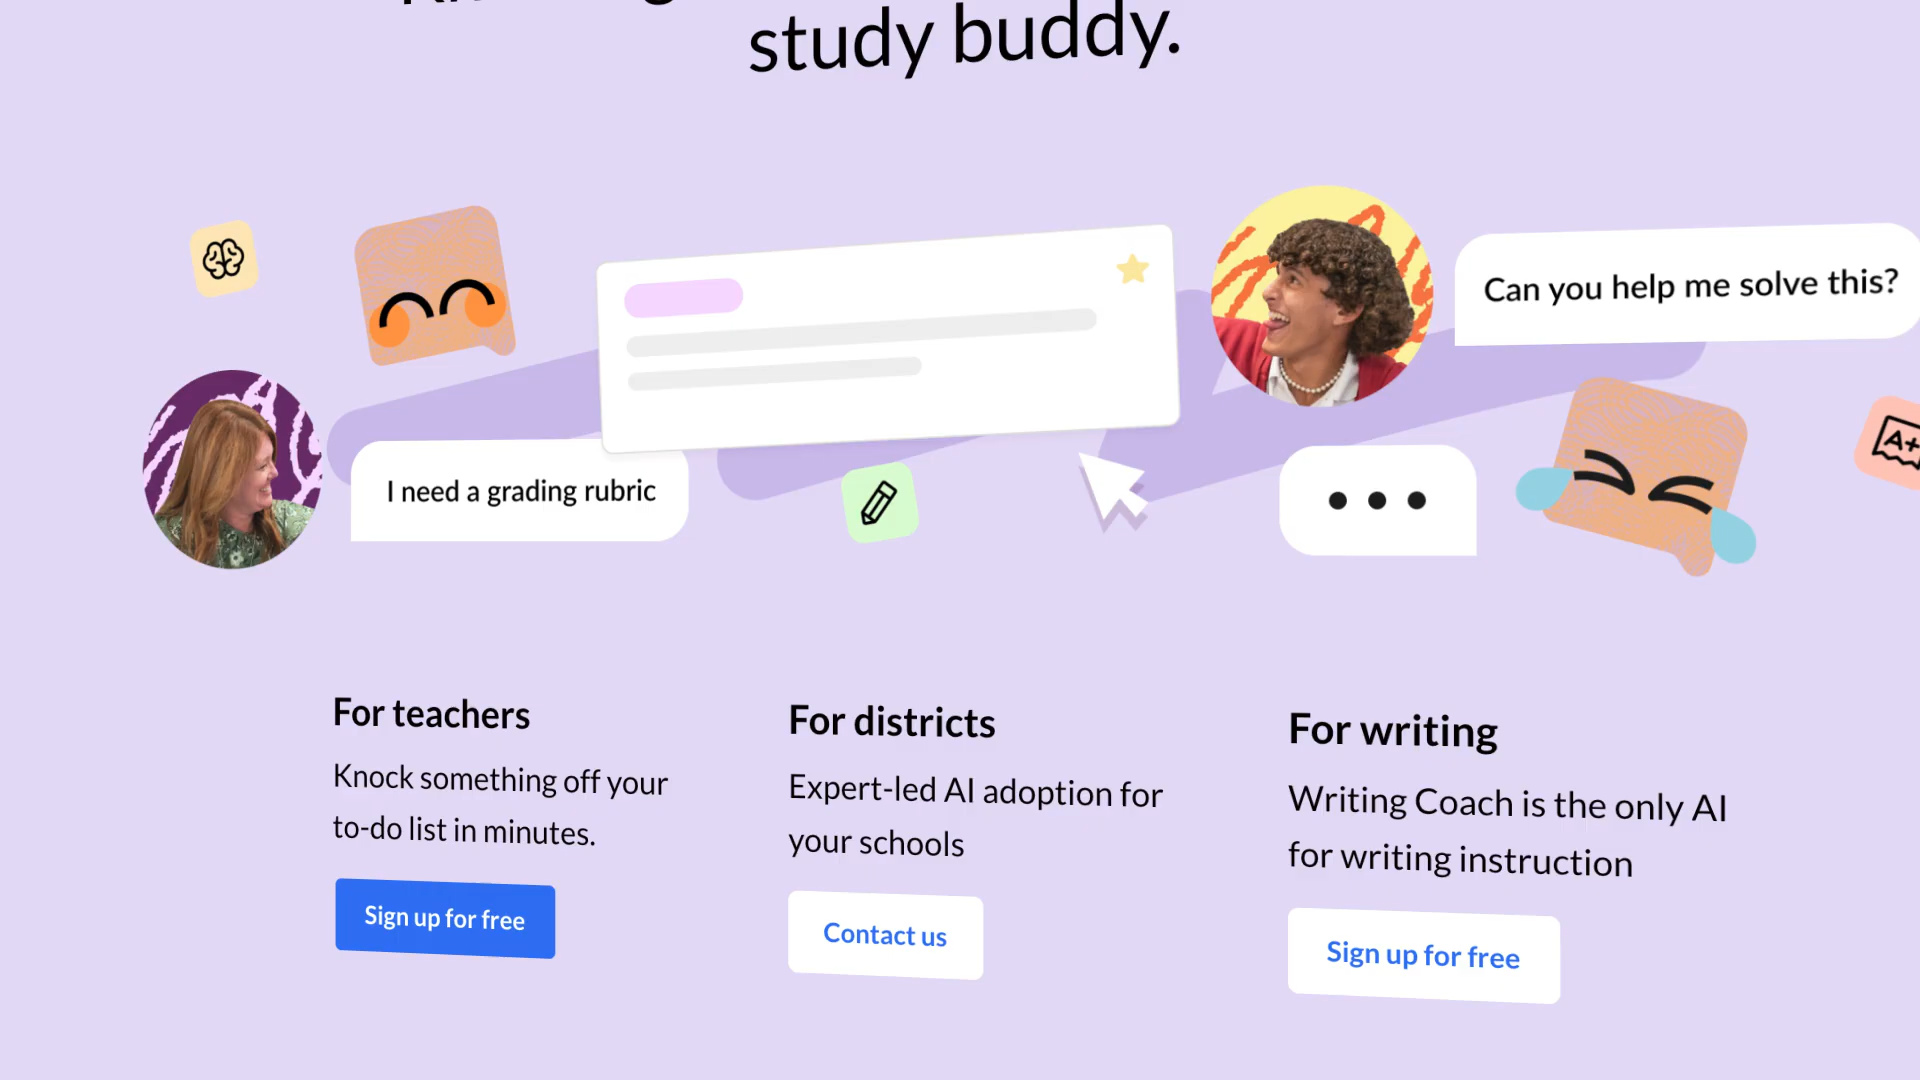 study buddy.
Can you help me solve this?
I need a grading rubric
A+
For teachers
Knock something off your
to-do list in minutes.
Sign up for free
For districts
Expert-led AI adoption for
your schools
Contact us
For writing
Writing Coach is the only AI
for writing instruction
Sign up for free